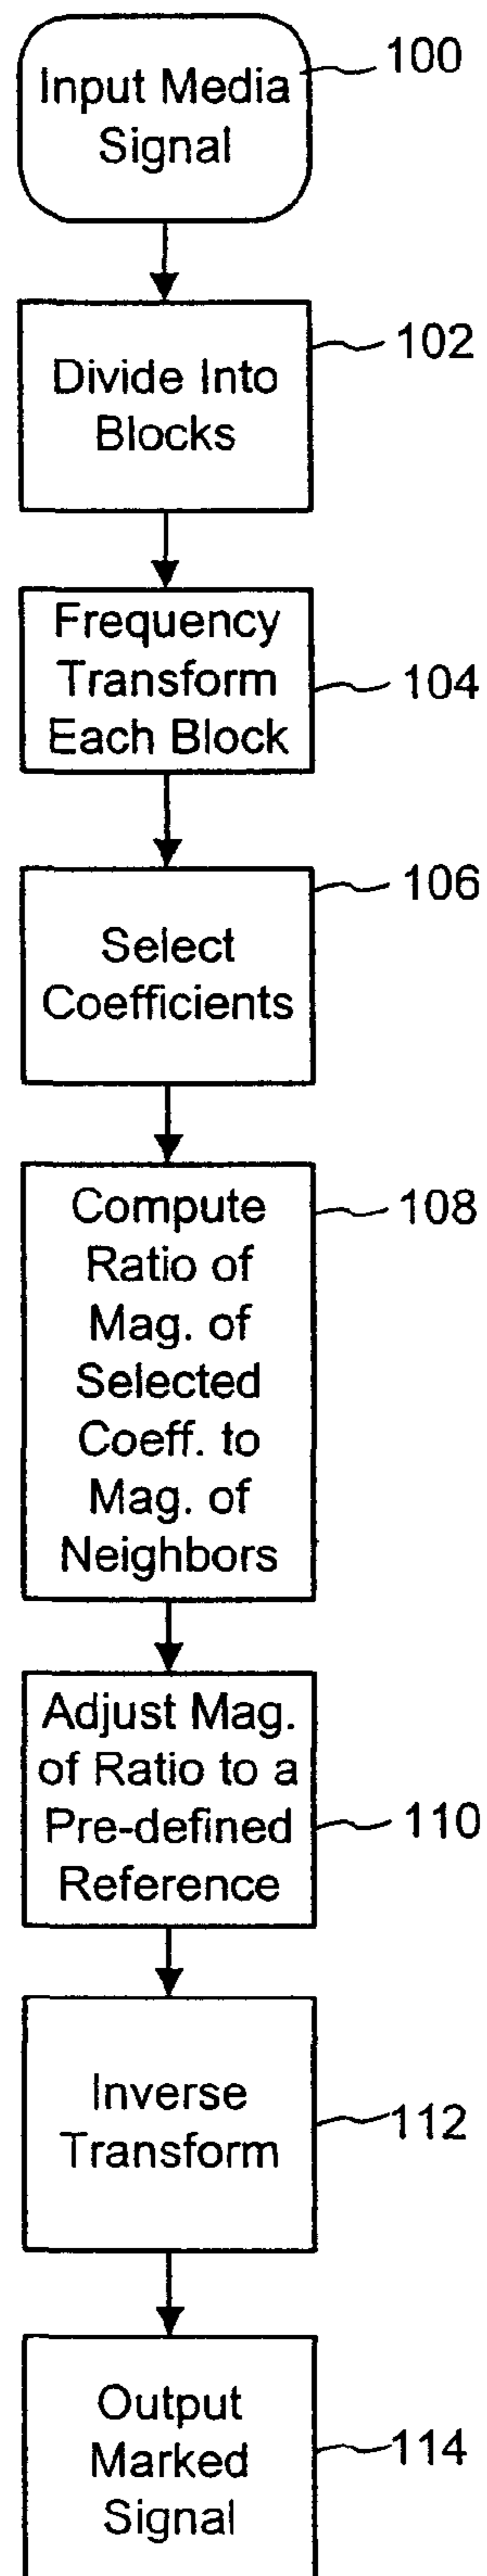 Input Media
Signal
100
Divide Into
Blocks
102
Frequency
Transform
Each Block
104
Select
Coefficients
106
Compute
Ratio of
Mag. of
Selected
Coeff. to
Mag. of
Neighbors
108
Adjust Mag.
of Ratio to a
Pre-defined
Reference
110
Inverse
Transform
112
Output
Marked
Signal
114